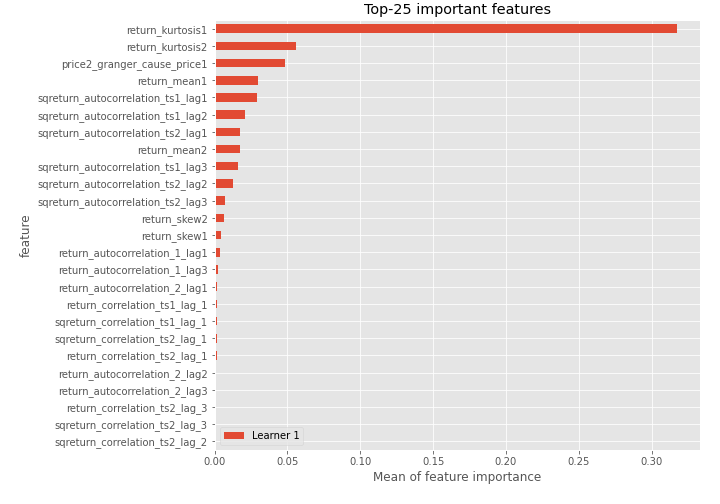 Top-25 important features
return_kurtosis1
return_kurtosis2
price2_granger_cause_price1
return_mean1
sqreturn_autocorrelation_ts1_lag1
sqreturn_autocorrelation_ts1_lag2
sqreturn_autocorrelation_ts2_lag1
return_mean2
sqreturn_autocorrelation_ts1_lag3
sqreturn_autocorrelation_ts2_lag2
sqreturn_autocorrelation_ts2_lag3
return_skew2
return_skew1
return_autocorrelation_1_lag1
return_autocorrelation_1_lag3
return_autocorrelation_2_lag1
return_correlation_ts1_lag_1
sqreturn_correlation_ts1_lag_1
sqreturn_correlation_ts2_lag_1
return_correlation_ts2_lag_1
return_autocorrelation_2_lag2
return_autocorrelation_2_lag3
return_correlation_ts2_lag_3
sqreturn_correlation_ts2_lag_3
sqreturn_correlation_ts2_lag_2
feature
Learner 1
0.00 0.05 0.10 0.15 0.20 0.25 0.30
Mean of feature importance